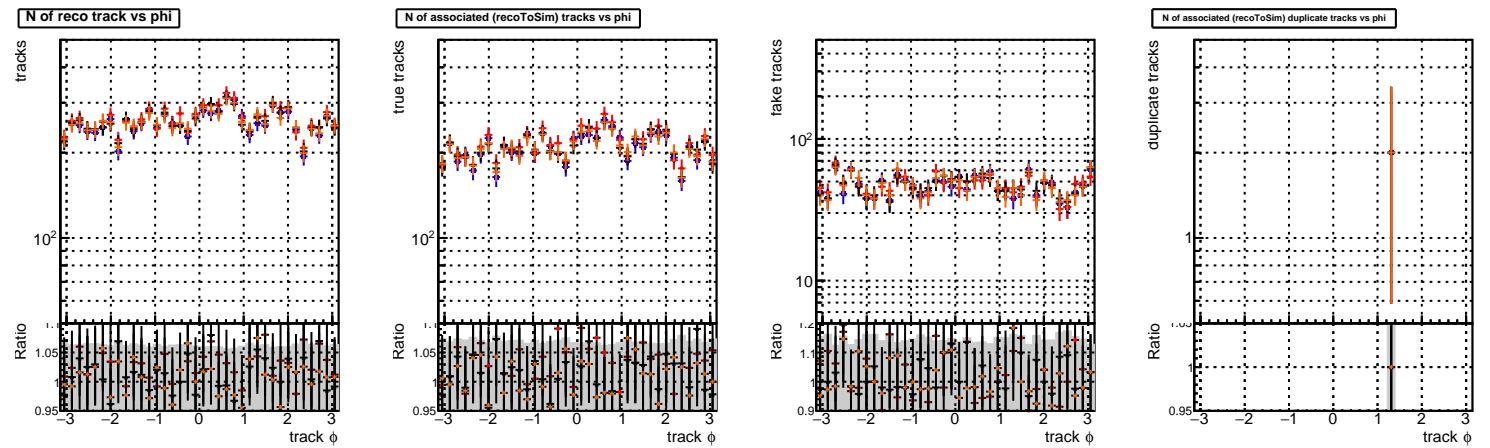 N of reco track vs phi
tracks
10²
Ratio
1.05
1
0.95
−3 −2 −1 0 1 2 3
track ϕ
N of associated (recoToSim) tracks vs phi
true tracks
10²
Ratio
1.05
1
0.95
−3 −2 −1 0 1 2 3
track ϕ
fake tracks
10²
10
Ratio
1.2
1.1
1
0.9
−3 −2 −1 0 1 2 3
track ϕ
N of associated (recoToSim) duplicate tracks vs phi
duplicate tracks
1
Ratio
1.05
1
0.95
−3 −2 −1 0 1 2 3
track ϕ